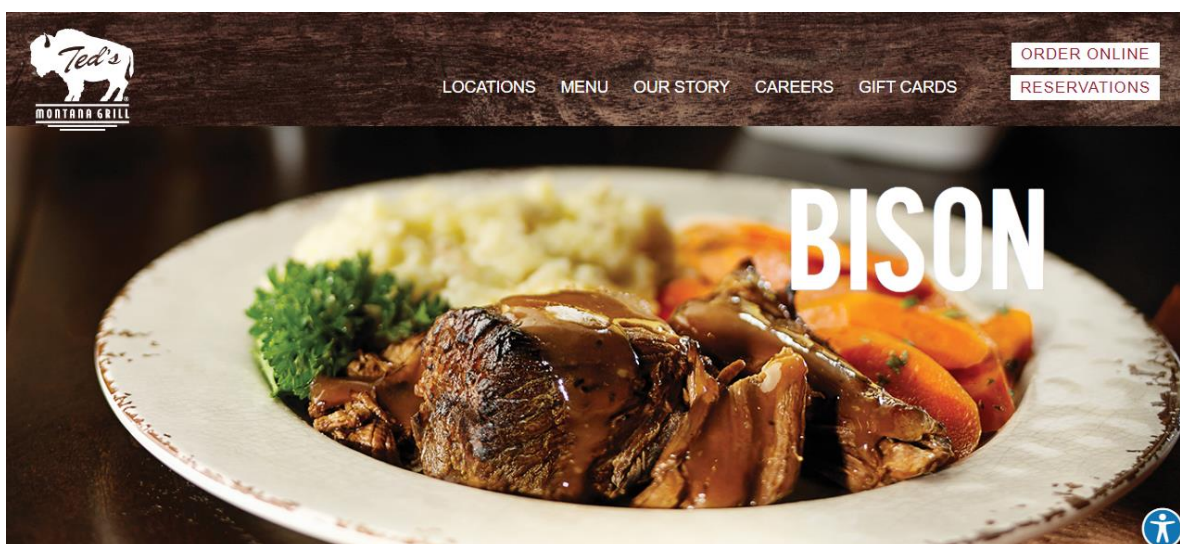 Ted's
MONTANA GRILL
LOCATIONS MENU OUR STORY CAREERS GIFT CARDS
ORDER ONLINE
RESERVATIONS
BISON